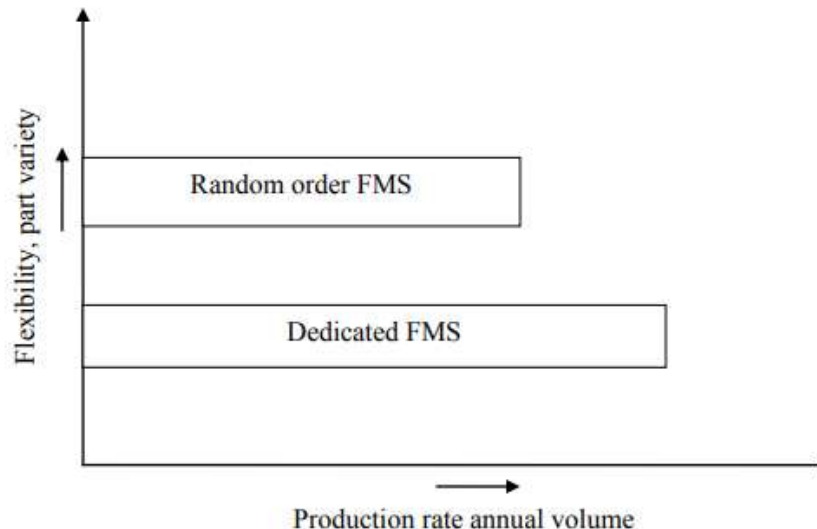 Flexibility, part variety
Random order FMS
Dedicated FMS
Production rate annual volume